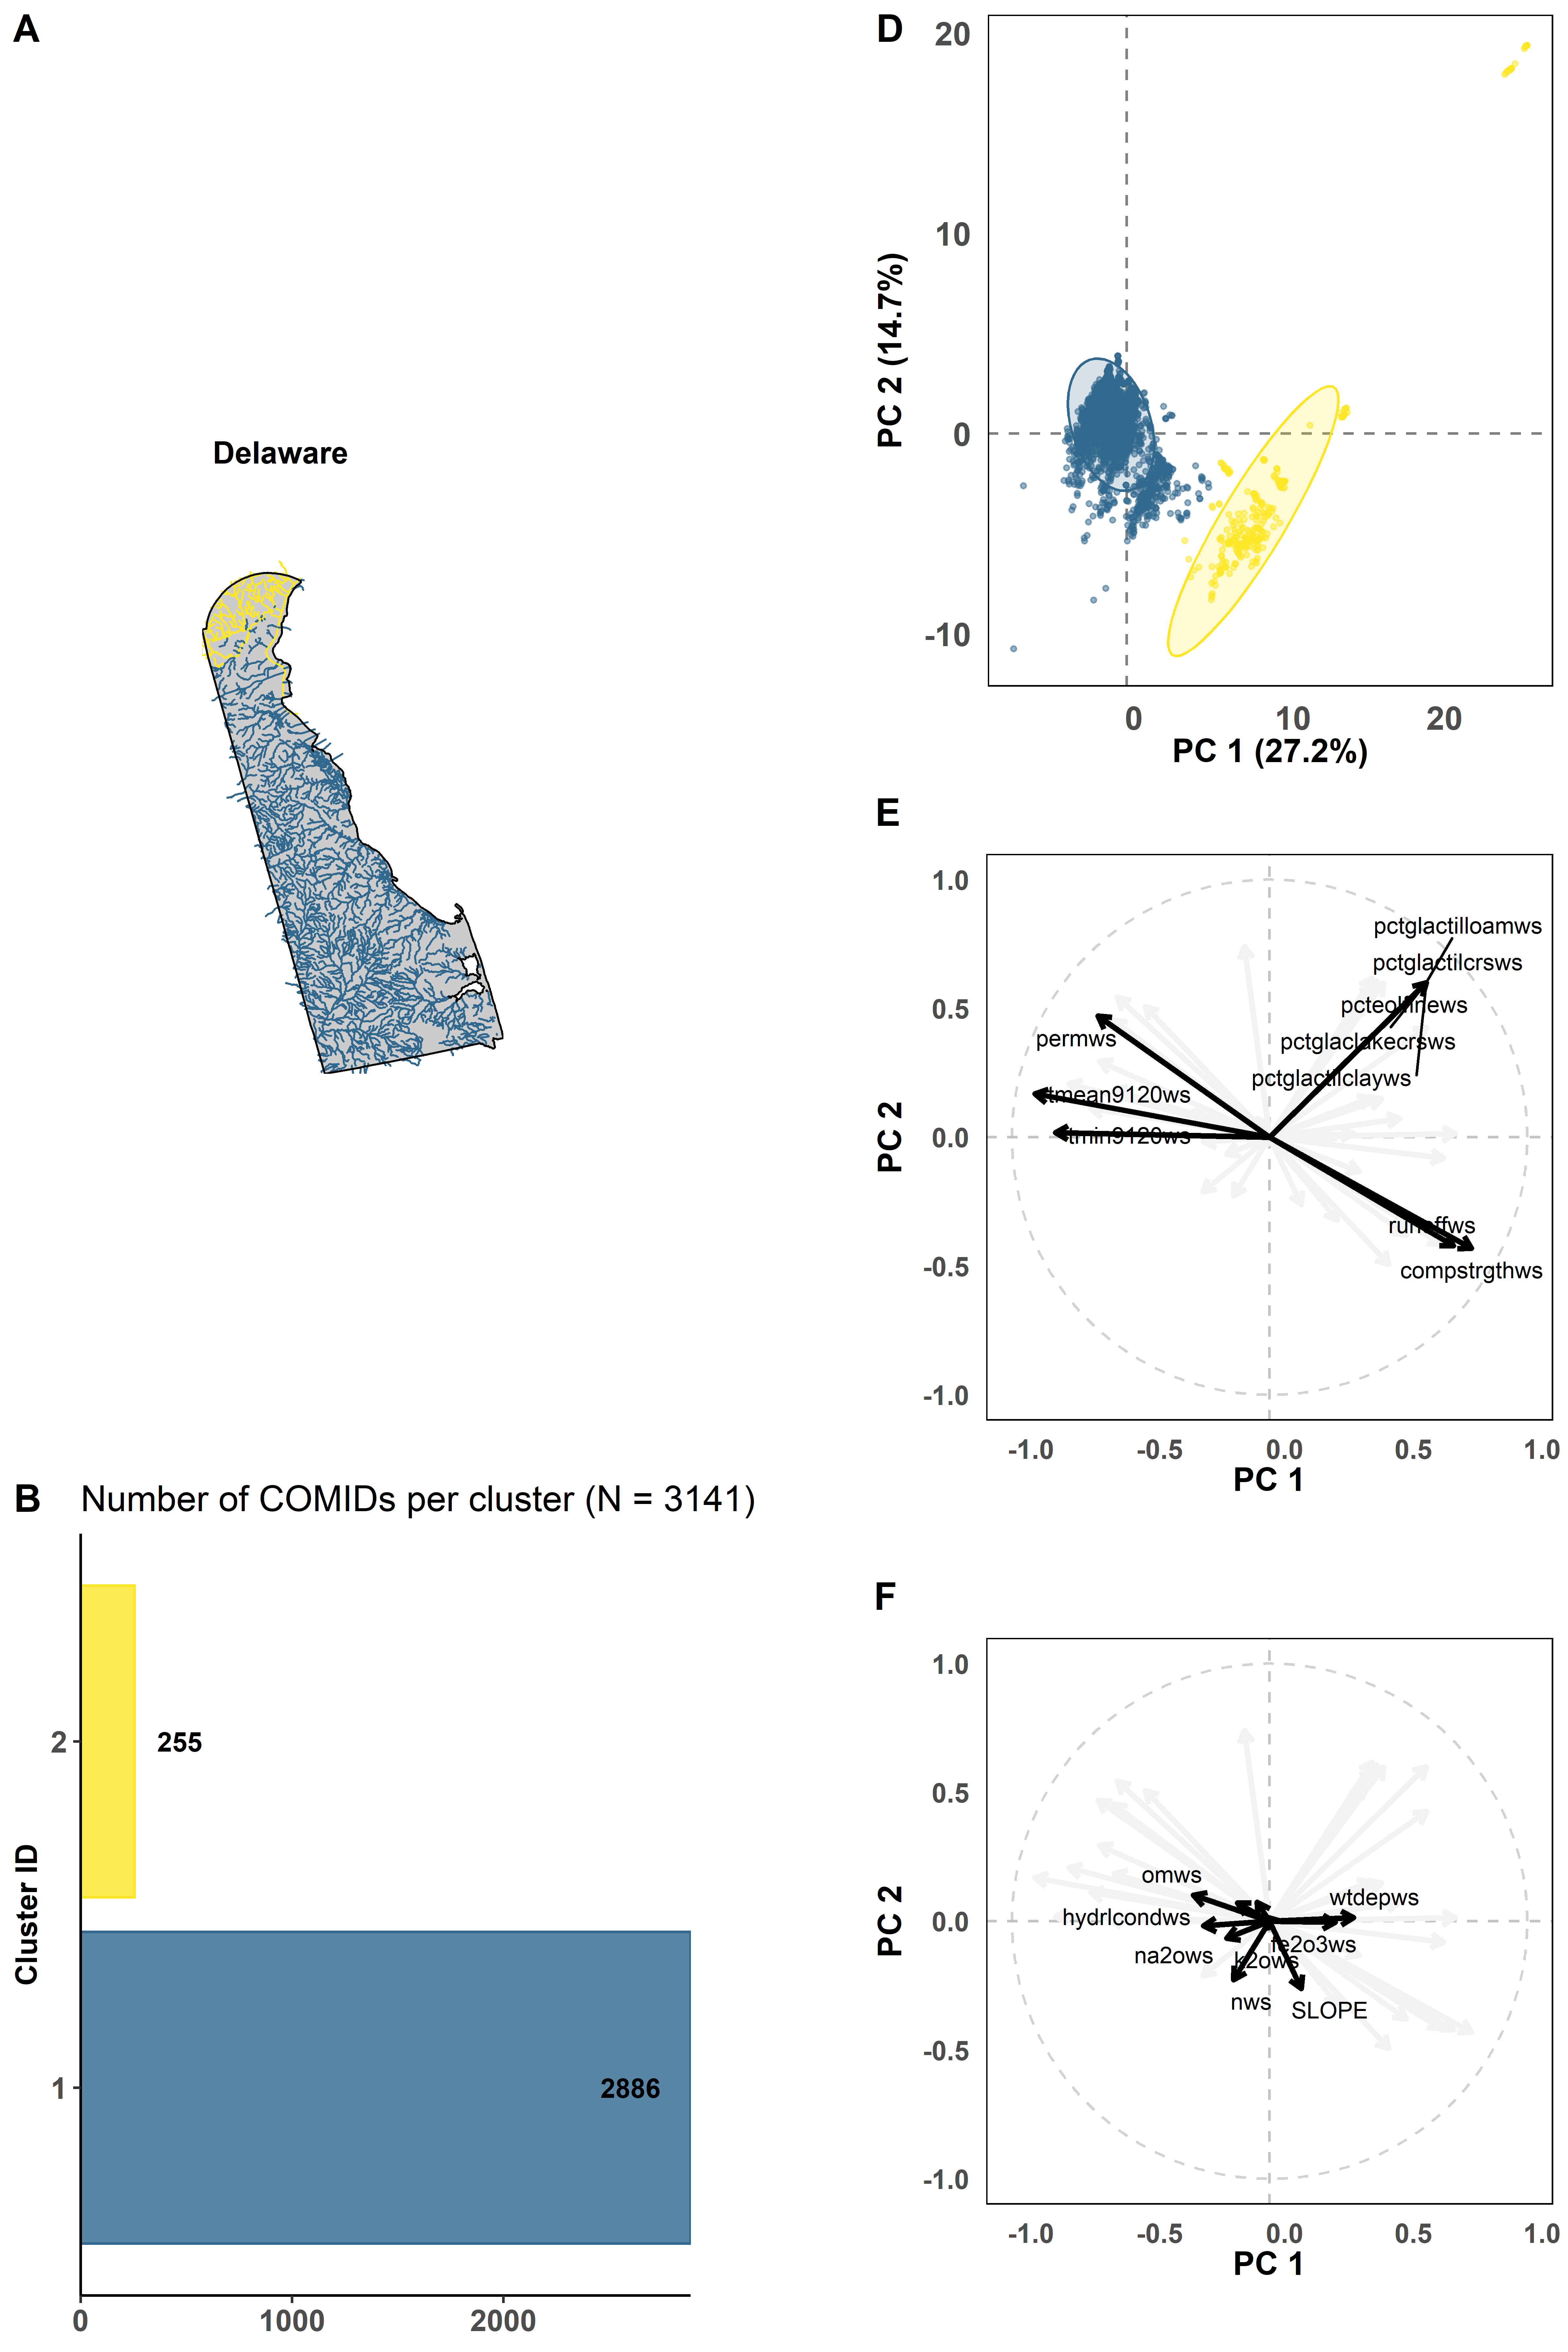 A
Delaware
B
Number of COMIDs per cluster (N = 3141)
Cluster ID
2
255
1
2886
0
1000
2000
D
20
10
0
-10
PC 2 (14.7%)
0
10
20
PC 1 (27.2%)
E
1.0
0.5
0.0
-0.5
-1.0
PC 2
pctglactilloamws
pctglactilcrsws
pcteolfinews
pctglaclakecrsws
pctglactilclayws
permws
tmean9120ws
tmin9120ws
runoffws
compstrgthws
-1.0
-0.5
0.0
0.5
1.0
PC 1
F
1.0
0.5
0.0
-0.5
-1.0
PC 2
omws
wtdepws
hydrlcondws
fe2o3ws
na2ows
k2ows
nws
SLOPE
-1.0
-0.5
0.0
0.5
1.0
PC 1